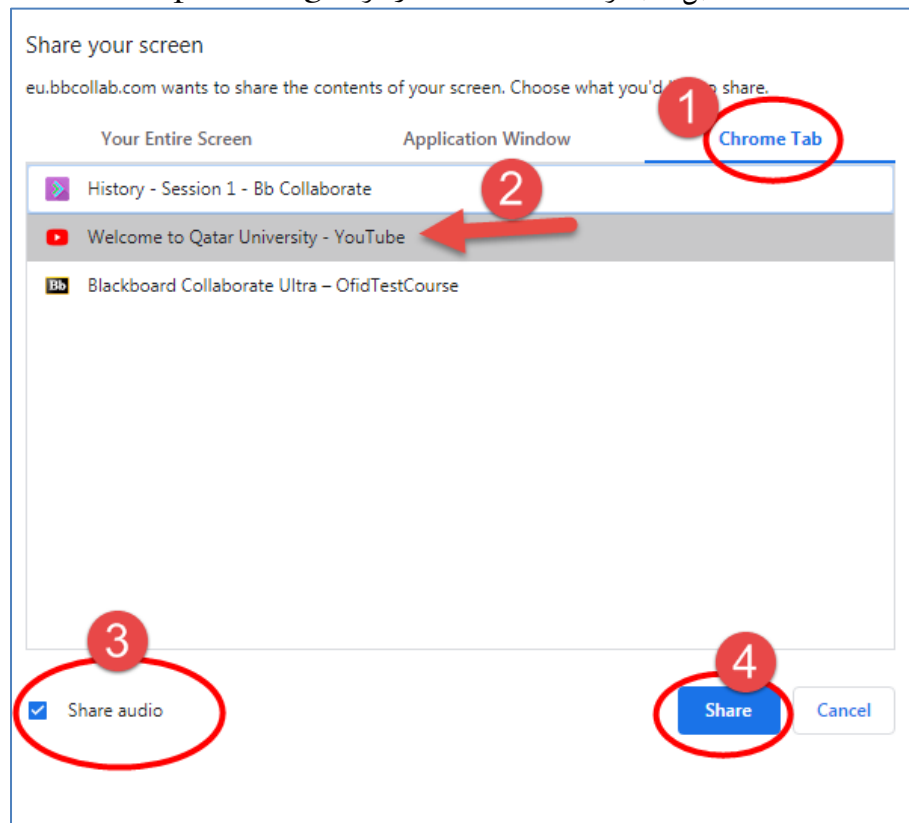 Share your screen
eu.bbcollab.com wants to share the contents of your screen. Choose what you'd share.
1
Your Entire Screen Application Window Chrome Tab
History - Session 1 - Bb Collaborate
2
Welcome to Qatar University - YouTube
Bb Blackboard Collaborate Ultra – OfidTestCourse
3
4
Share audio Share Cancel